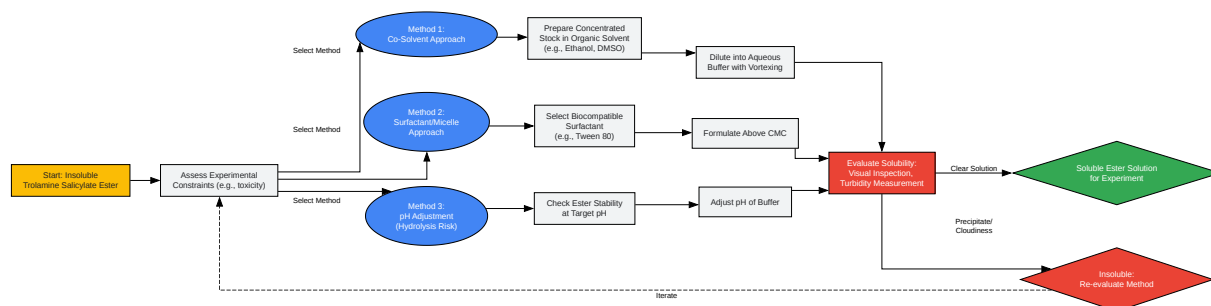 Start: Insoluble
Trolamine Salicylate Ester
Assess Experimental
Constraints (e.g., toxicity)
Select Method
Select Method
Select Method
Method 1:
Co-Solvent Approach
Prepare Concentrated
Stock in Organic Solvent
(e.g., Ethanol, DMSO)
Dilute into Aqueous
Buffer with Vortexing
Method 2:
Surfactant/Micelle
Approach
Select Biocompatible
Surfactant
(e.g., Tween 80)
Formulate Above CMC
Method 3:
pH Adjustment
(Hydrolysis Risk)
Check Ester Stability
at Target pH
Adjust pH of Buffer
Evaluate Solubility:
Visual Inspection,
Turbidity Measurement
Clear Solution
Soluble Ester Solution
for Experiment
Precipitate/
Cloudiness
Insoluble:
Re-evaluate Method
Iterate